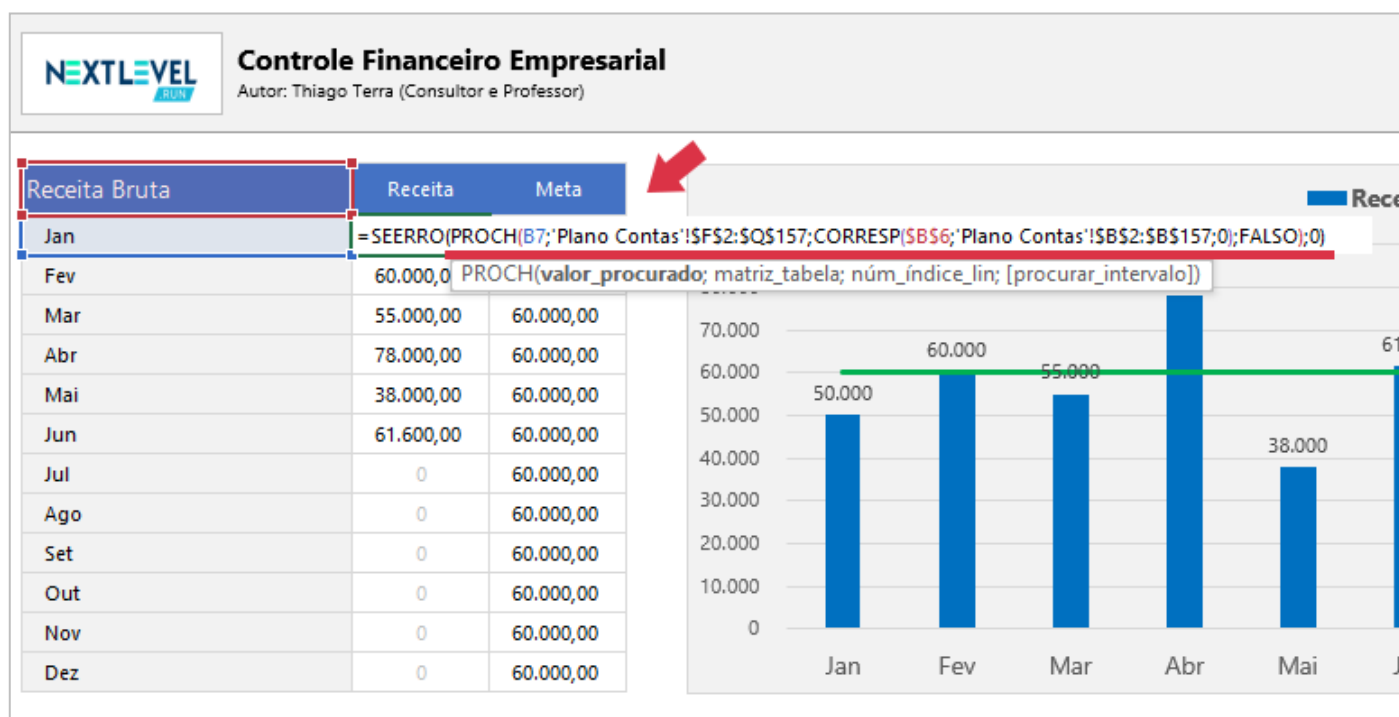 NEXTLEVEL
.RUN
Controle Financeiro Empresarial
Autor: Thiago Terra (Consultor e Professor)
Receita Bruta Receita Meta
Jan =SEERRO(PROCH(B7;'Plano Contas'!$F$2:$Q$157;CORRESP($B$6;'Plano Contas'!$B$2:$B$157;0);FALSO);0)
PROCH(valor_procurado; matriz_tabela; núm_índice_lin; [procurar_intervalo])
Fev 60.000,0
Mar 55.000,00 60.000,00
Abr 78.000,00 60.000,00
Mai 38.000,00 60.000,00
Jun 61.600,00 60.000,00
Jul 0 60.000,00
Ago 0 60.000,00
Set 0 60.000,00
Out 0 60.000,00
Nov 0 60.000,00
Dez 0 60.000,00
Rece
70.000
60.000
50.000
40.000
30.000
20.000
10.000
0
50.000 60.000 55.000 38.000 61
Jan Fev Mar Abr Mai